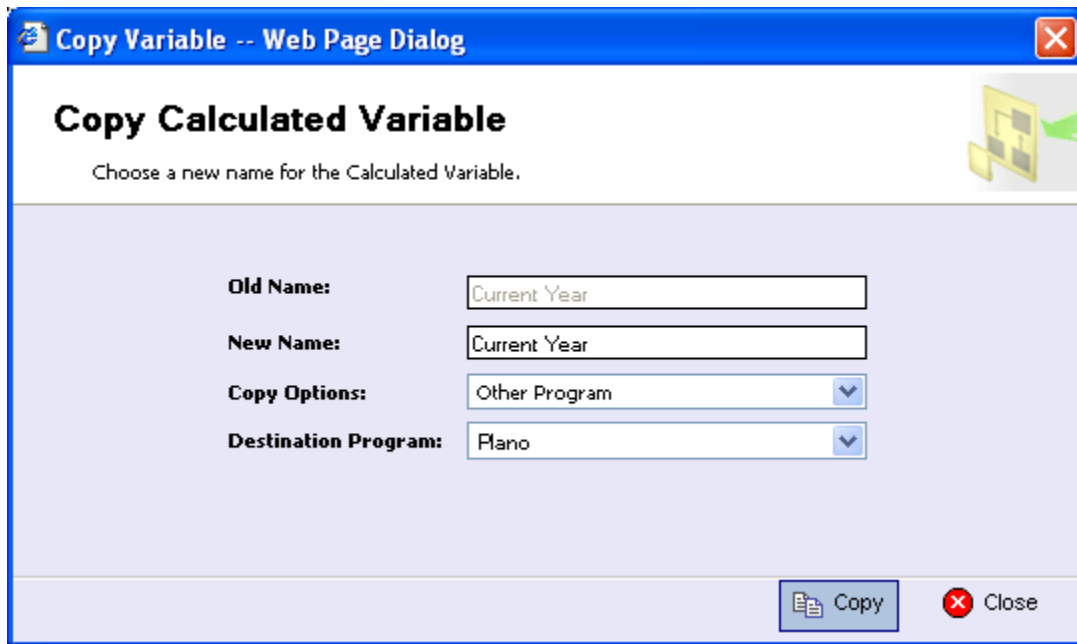 Copy Variable -- Web Page Dialog
Copy Calculated Variable
Choose a new name for the Calculated Variable.
Old Name: Current Year
New Name: Current Year
Copy Options: Other Program
Destination Program: Plano
Copy Close